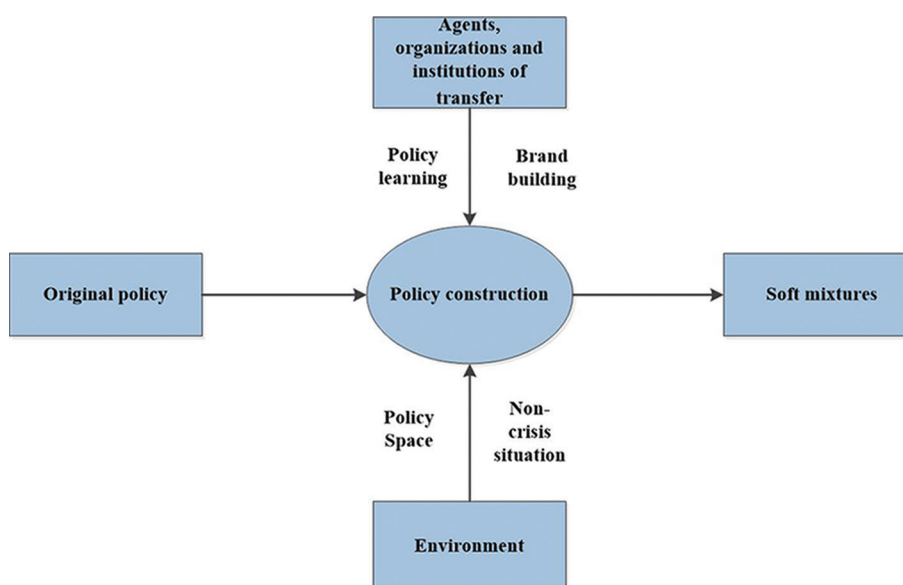 Agents,
organizations and
institutions of
transfer
Policy
learning
Brand
building
Original policy
Policy construction
Soft mixtures
Policy
Space
Non-
crisis
situation
Environment